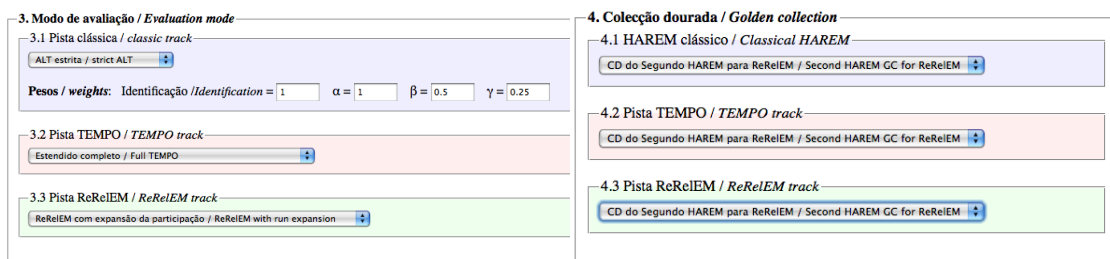 3. Modo de avaliação / Evaluation mode
3.1 Pista clássica / classic track
ALT estrita / strict ALT
Pesos / weights: Identificação /Identification = 1 α = 1 β = 0.5 γ = 0.25
3.2 Pista TEMPO / TEMPO track
Estendido completo / Full TEMPO
3.3 Pista ReRelEM / ReRelEM track
ReRelEM com expansão da participação / ReRelEM with run expansion
4. Colecção dourada / Golden collection
4.1 HAREM clássico / Classical HAREM
CD do Segundo HAREM para ReRelEM / Second HAREM GC for ReRelEM
4.2 Pista TEMPO / TEMPO track
CD do Segundo HAREM para ReRelEM / Second HAREM GC for ReRelEM
4.3 Pista ReRelEM / ReRelEM track
CD do Segundo HAREM para ReRelEM / Second HAREM GC for ReRelEM